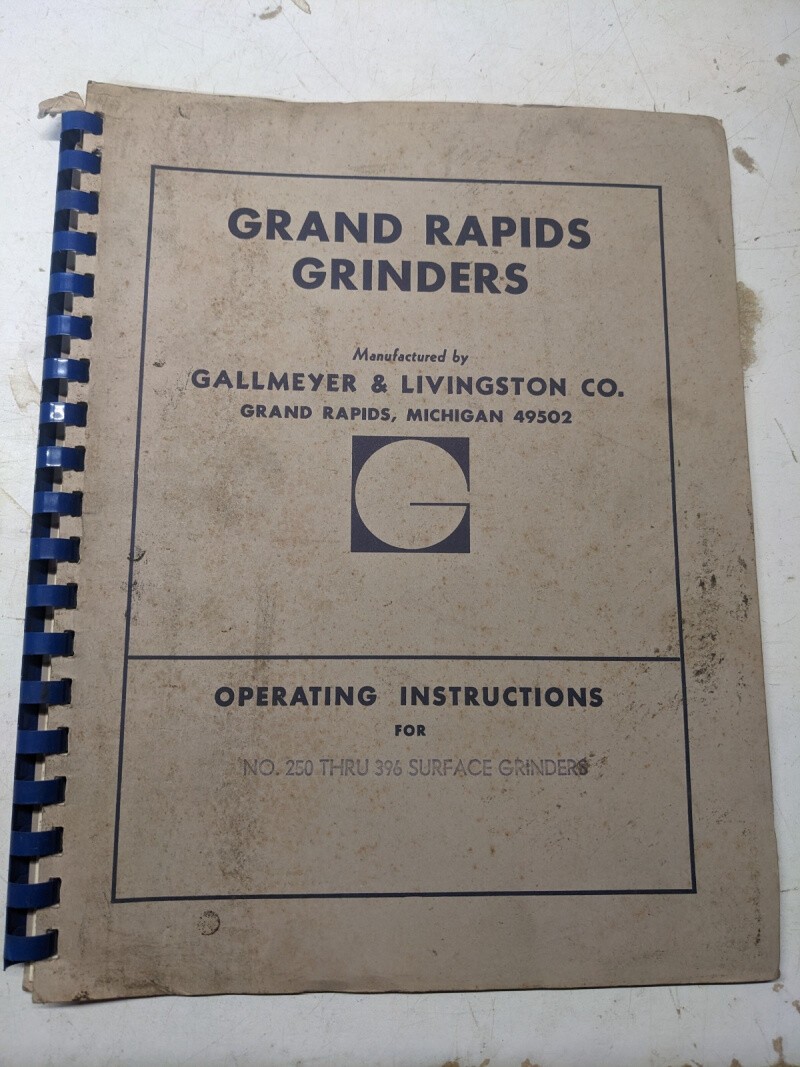 GRAND RAPIDS
GRINDERS
Manufactured by
GALLMEYER & LIVINGSTON CO.
GRAND RAPIDS, MICHIGAN 49502
G
OPERATING INSTRUCTIONS
FOR
NO. 250 THRU 396 SURFACE GRINDERS